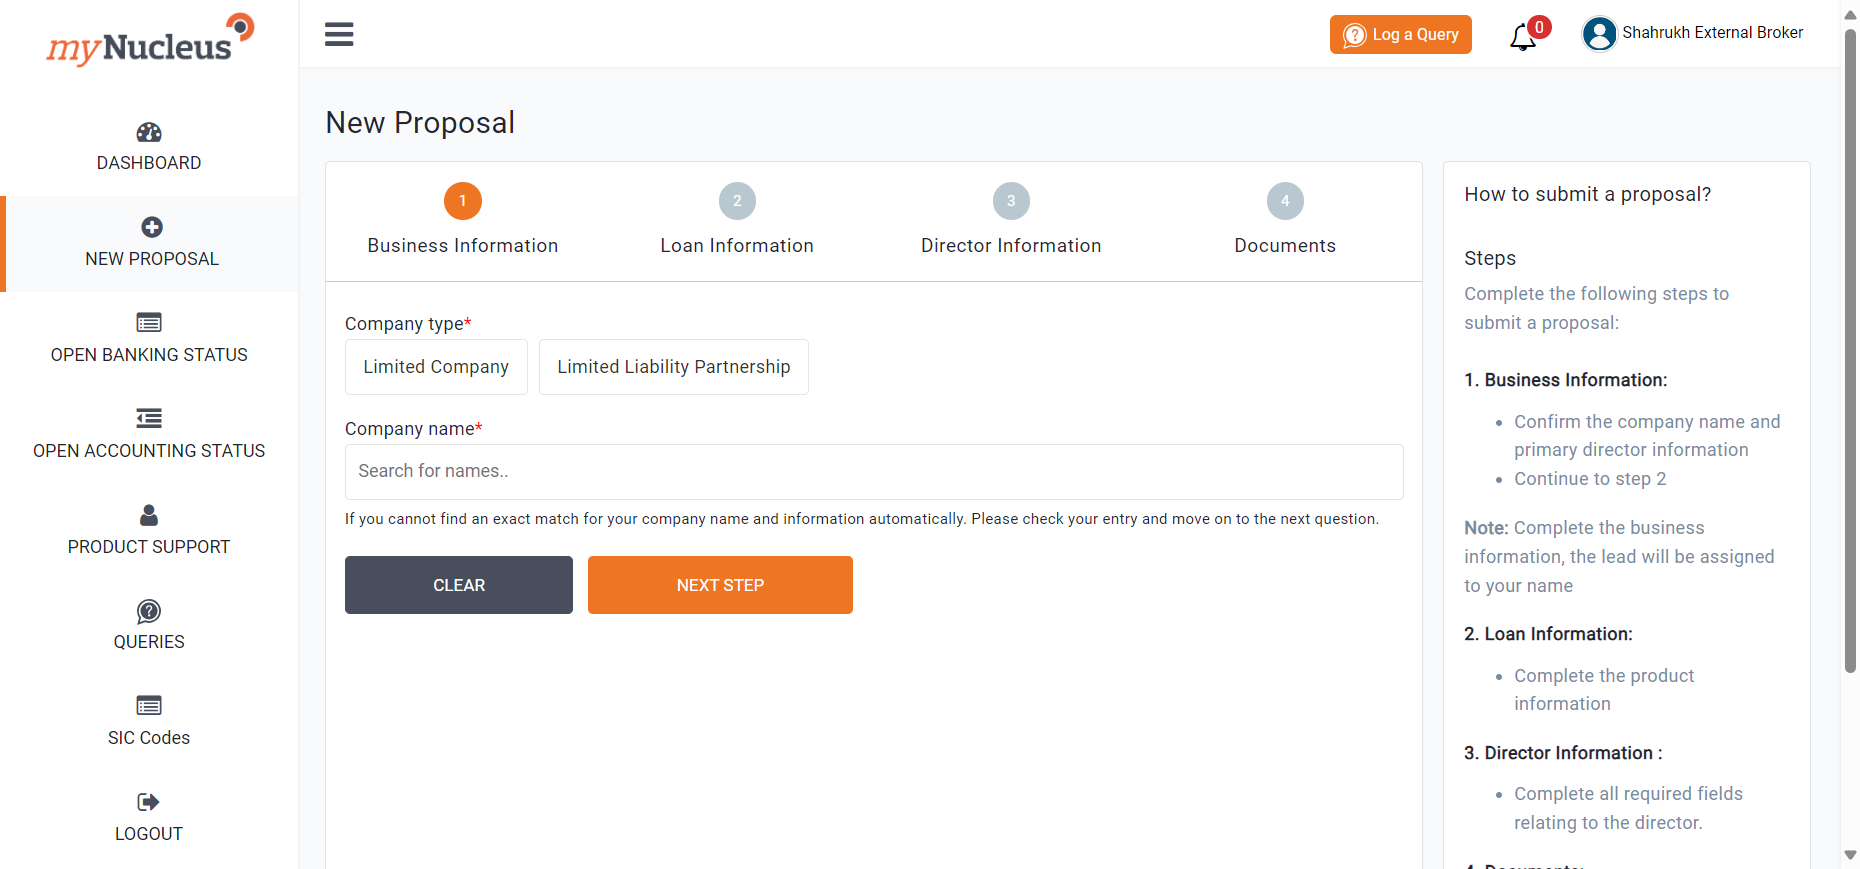 myNucleus
DASHBOARD
NEW PROPOSAL
OPEN BANKING STATUS
OPEN ACCOUNTING STATUS
PRODUCT SUPPORT
QUERIES
SIC Codes
LOGOUT
Log a Query
0
Shahrukh External Broker
New Proposal
1
Business Information
2
Loan Information
3
Director Information
4
Documents
Company type*
Limited Company
Limited Liability Partnership
Company name*
Search for names..
If you cannot find an exact match for your company name and information automatically. Please check your entry and move on to the next question.
CLEAR
NEXT STEP
How to submit a proposal?
Steps
Complete the following steps to
submit a proposal:
1. Business Information:
• Confirm the company name and
primary director information
• Continue to step 2
Note: Complete the business
information, the lead will be assigned
to your name
2. Loan Information:
• Complete the product
information
3. Director Information :
• Complete all required fields
relating to the director.
4. Documents: